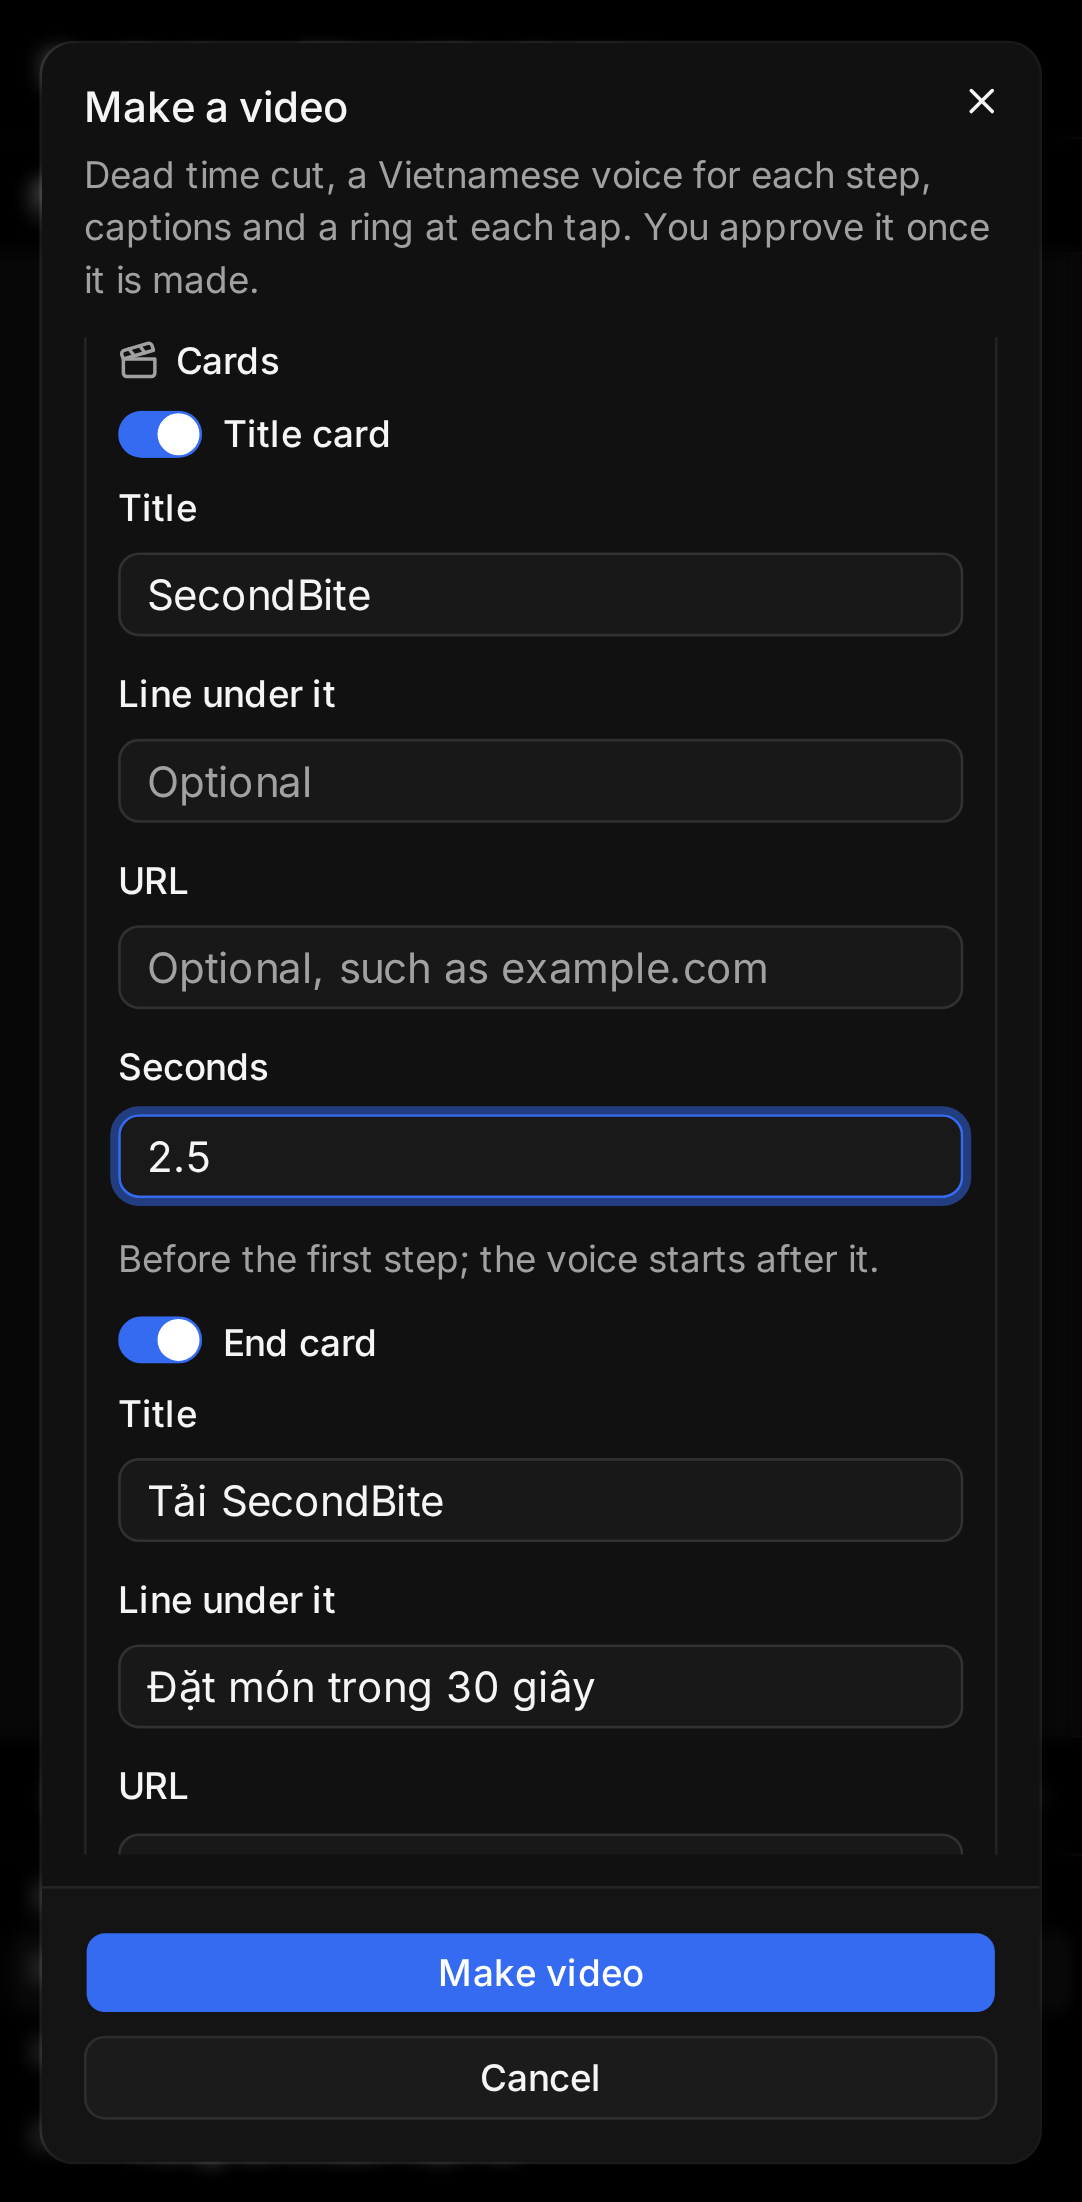 Make a video
Dead time cut, a Vietnamese voice for each step,
captions and a ring at each tap. You approve it once
it is made.
Cards
Title card
Title
SecondBite
Line under it
Optional
URL
Optional, such as example.com
Seconds
2.5
Before the first step; the voice starts after it.
End card
Title
Tải SecondBite
Line under it
Đặt món trong 30 giây
URL
Make video
Cancel